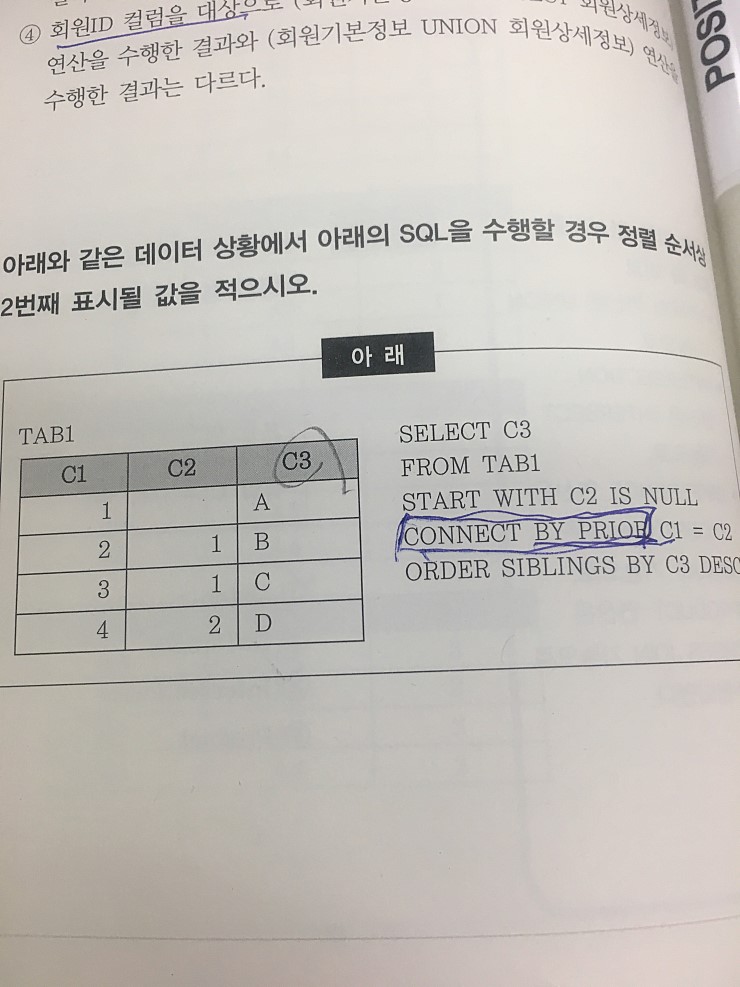 ④ 회원ID 컬럼을 대상으로 회원상세정보)
연산을 수행한 결과와 (회원기본정보 UNION 회원상세정보) 연산을
수행한 결과는 다르다.
POSIT
아래와 같은 데이터 상황에서 아래의 SQL을 수행할 경우 정렬 순서상
2번째 표시될 값을 적으시오.
아 래
TAB1
C1 C2 C3
1 A
2 1 B
3 1 C
4 2 D
SELECT C3
FROM TAB1
START WITH C2 IS NULL
CONNECT BY PRIOR C1 = C2
ORDER SIBLINGS BY C3 DESC